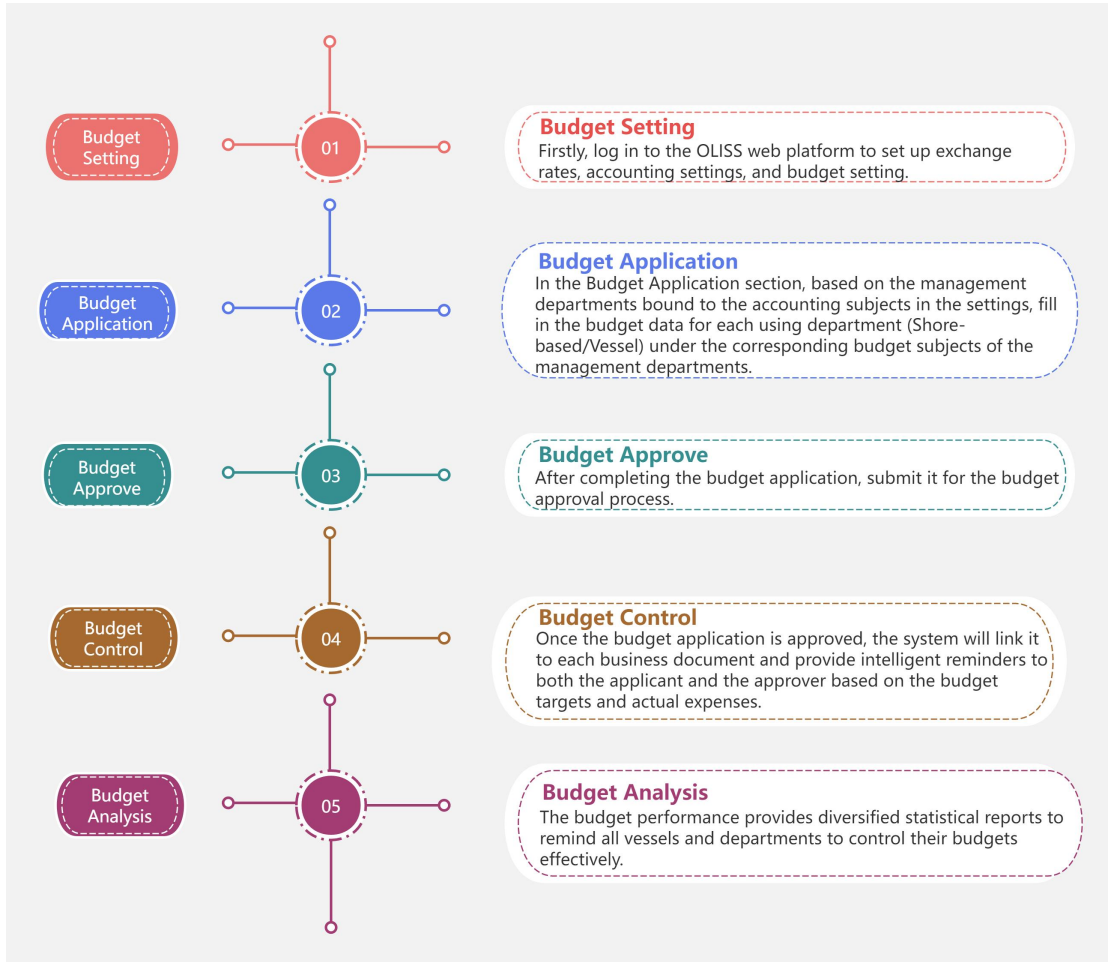 Budget
Setting
01
Budget Setting
Firstly, log in to the OLISS web platform to set up exchange
rates, accounting settings, and budget setting.
Budget
Application
02
Budget Application
In the Budget Application section, based on the management
departments bound to the accounting subjects in the settings, fill
in the budget data for each using department (Shore-
based/Vessel) under the corresponding budget subjects of the
management departments.
Budget
Approve
03
Budget Approve
After completing the budget application, submit it for the budget
approval process.
Budget
Control
04
Budget Control
Once the budget application is approved, the system will link it
to each business document and provide intelligent reminders to
both the applicant and the approver based on the budget
targets and actual expenses.
Budget
Analysis
05
Budget Analysis
The budget performance provides diversified statistical reports to
remind all vessels and departments to control their budgets
effectively.